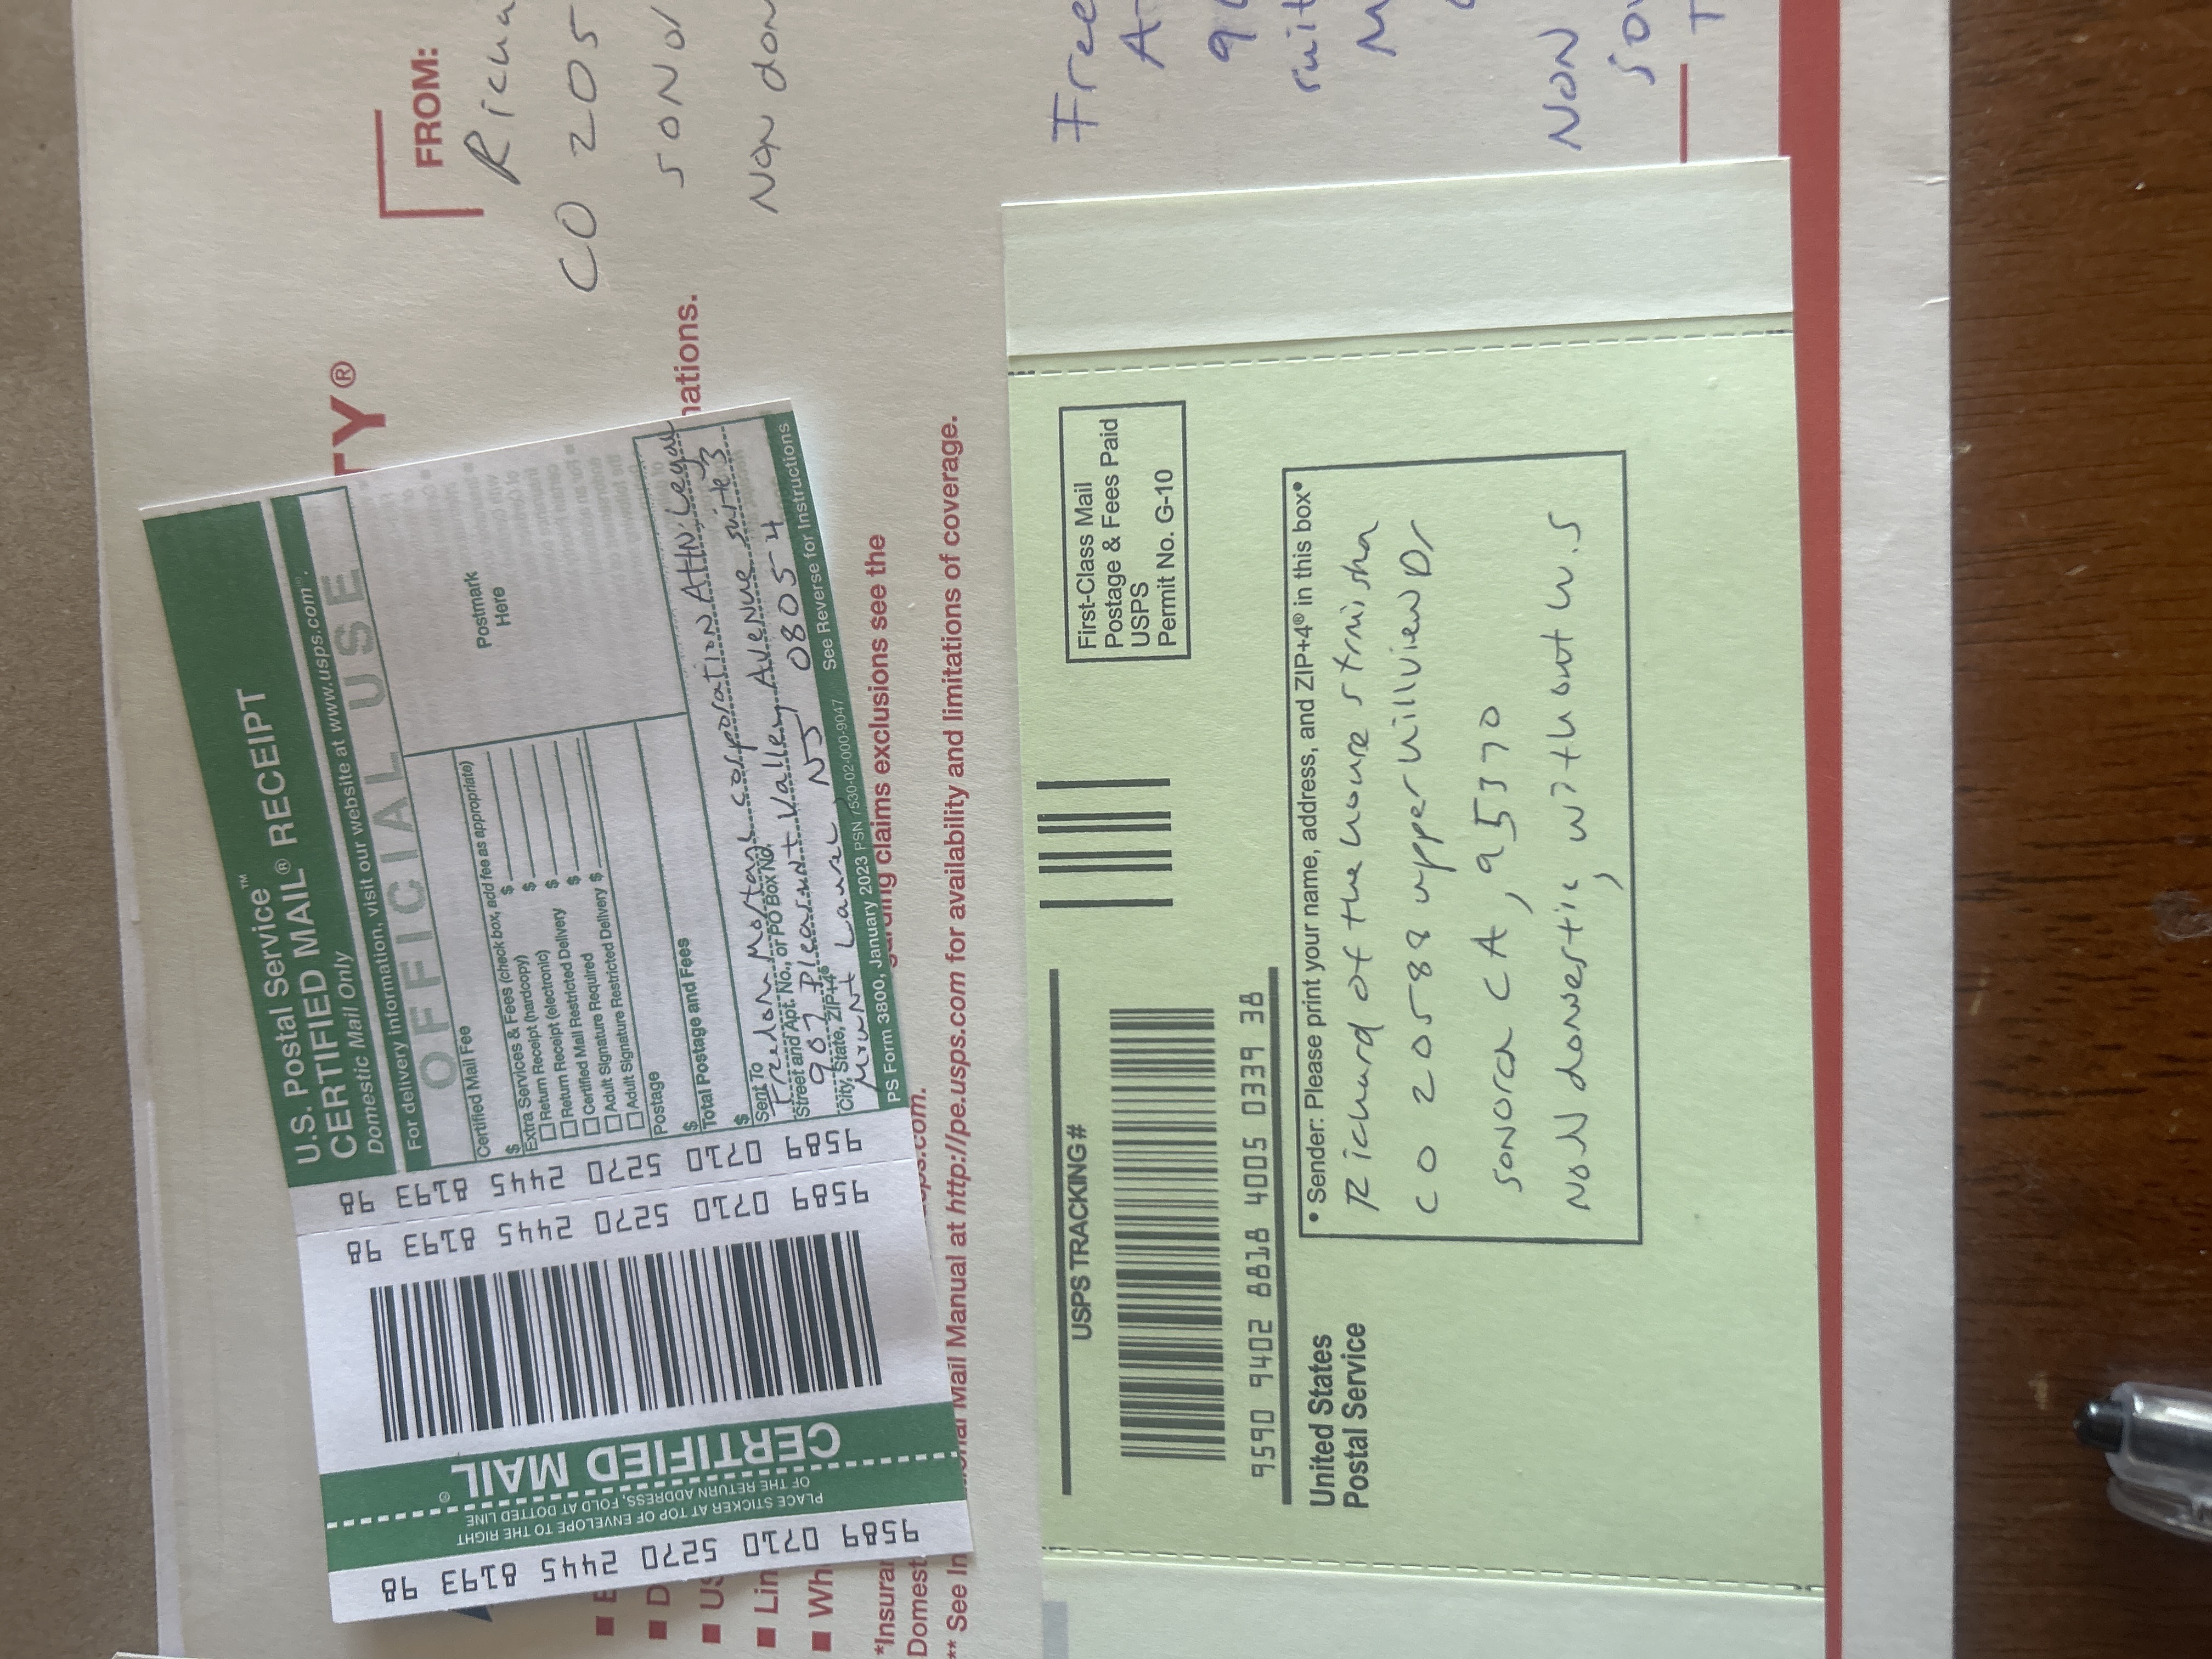 U.S. Postal Service™
CERTIFIED MAIL® RECEIPT
Domestic Mail Only
For delivery information, visit our website at www.usps.com®.
OFFICIAL USE
Certified Mail Fee
$
Extra Services & Fees (check box, add fee as appropriate)
Return Receipt (hardcopy) $
Return Receipt (electronic) $
Certified Mail Restricted Delivery $
Adult Signature Required $
Adult Signature Restricted Delivery $
Postage
$
Total Postage and Fees
$
Postmark
Here
Sent To
Freedom Mortage corporation Attn: Legal
Street and Apt. No., or PO Box No.
907 Pleasant Valley Avenue suite 3
City, State, ZIP+4®
Mount Laurel, NJ 08054
PS Form 3800, January 2023 PSN 7530-02-000-9047 See Reverse for Instructions
9589 0710 5270 2445 8193 98
PLACE STICKER AT TOP OF ENVELOPE TO THE RIGHT
OF THE RETURN ADDRESS, FOLD AT DOTTED LINE
CERTIFIED MAIL®
9589 0710 5270 2445 8193 98
9589 0710 5270 2445 8193 98
TY®
FROM:
Richa
CO 205
SONO
NON dom
E
D
US
Lin
Wh
nations.
*Insura
claims exclusions see the
Domest
usps.com.
** See In
onal Mail Manual at http://pe.usps.com for availability and limitations of coverage.
USPS TRACKING#
9590 9402 8818 4005 0339 38
First-Class Mail
Postage & Fees Paid
USPS
Permit No. G-10
United States
Postal Service
• Sender: Please print your name, address, and ZIP+4® in this box•
Richard of the house strmisha
CO 20588 upper hillview Dr
sonora CA, 95370
NON domestic, without U.S
Free
AT
90
suit
M
NON
SO
T